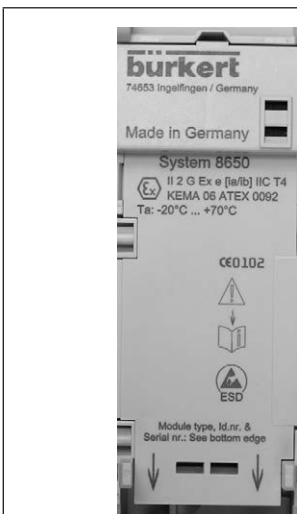 bürkert
74653 Ingelfingen / Germany
Made in Germany
System 8650
Ex II 2 G Ex e [ia/ib] IIC T4
KEMA 06 ATEX 0092
Ta: -20°C ... +70°C
CE0102
ESD
Module type, Id.nr. &
Serial nr.: See bottom edge